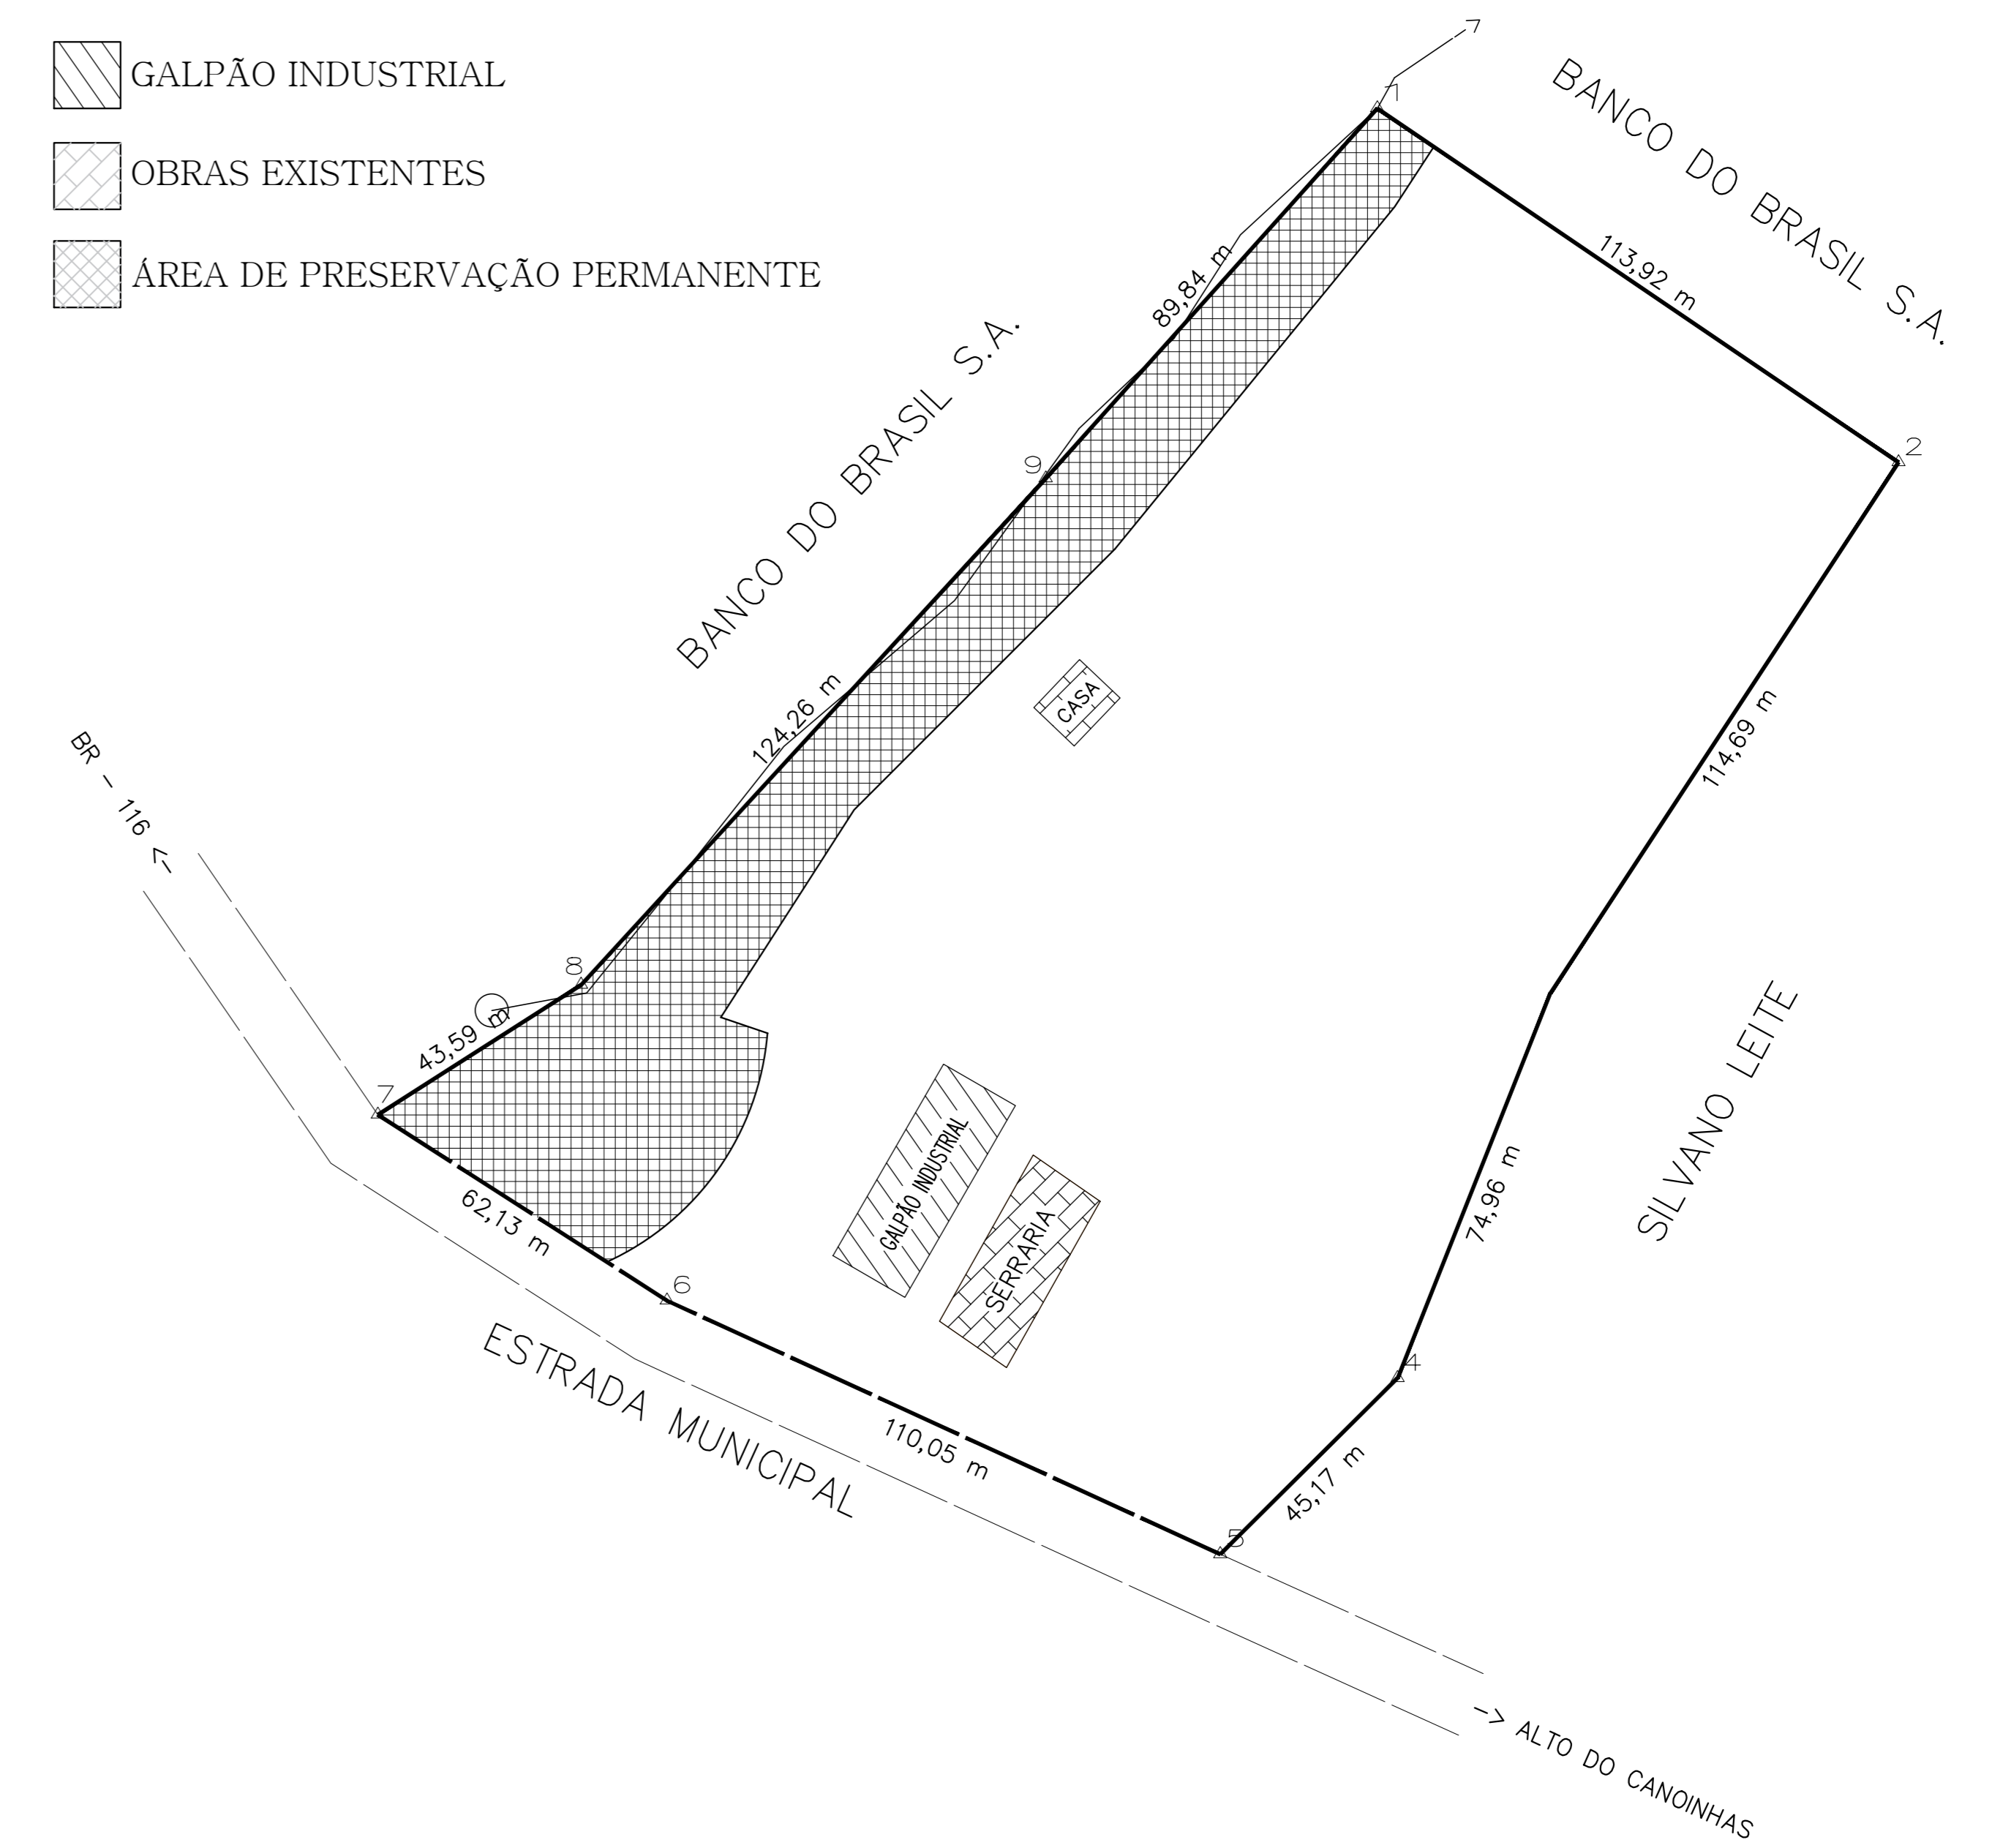 GALPÃO INDUSTRIAL
OBRAS EXISTENTES
ÁREA DE PRESERVAÇÃO PERMANENTE
1
BANCO DO BRASIL S.A.
113,92 m
89,84 m
BANCO DO BRASIL S.A.
2
9
124,26 m
CASA
114,69 m
BR - 116 <-
8
43,59 m
7
SILVANO LEITE
GALPÃO INDUSTRIAL
SERRARIA
74,96 m
62,13 m
6
ESTRADA MUNICIPAL
4
110,05 m
45,17 m
5
-> ALTO DO CANOINHAS